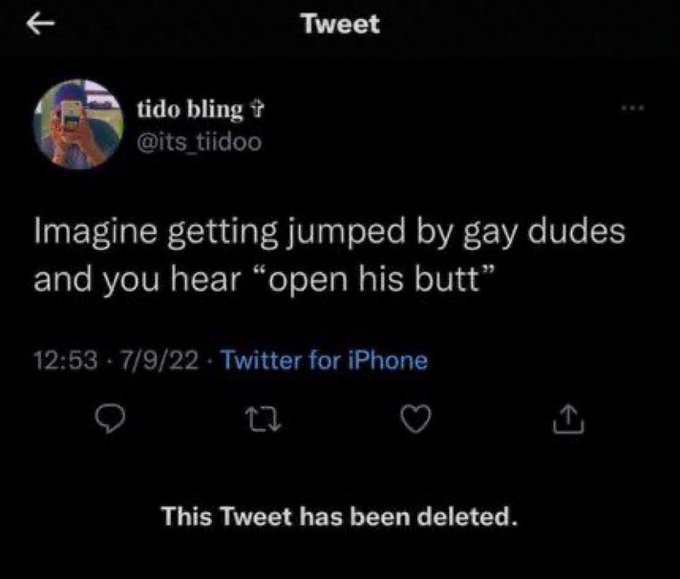 Tweet
tido bling ✞
@its_tiidoo
Imagine getting jumped by gay dudes
and you hear “open his butt”
12:53 · 7/9/22 · Twitter for iPhone
This Tweet has been deleted.